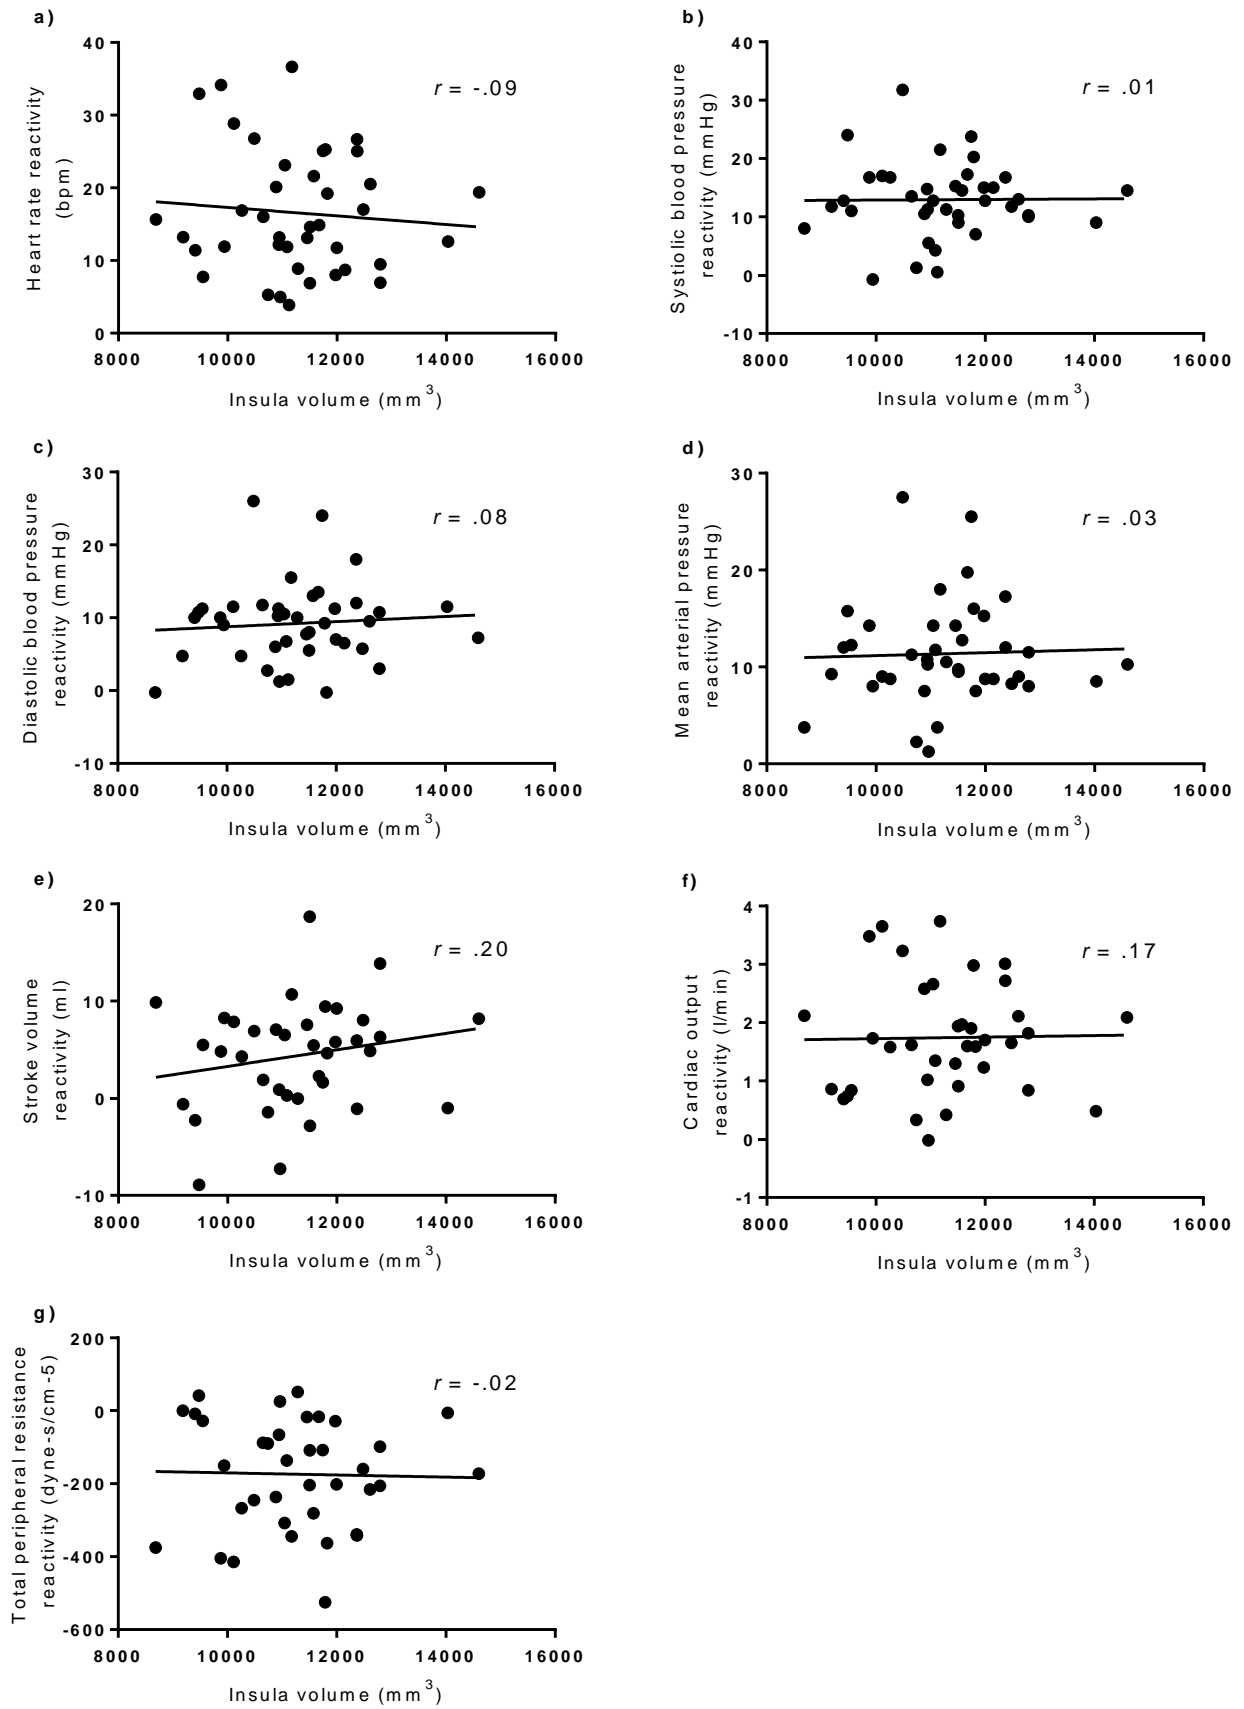 a)
Heart rate reactivity
(bpm)
40
30
20
10
0
r = -.09
8000 10000 12000 14000 16000
Insula volume (mm3)
b)
Systiolic blood pressure
reactivity (mmHg)
40
30
20
10
0
-10
r = .01
8000 10000 12000 14000 16000
Insula volume (mm3)
c)
Diastolic blood pressure
reactivity (mmHg)
30
20
10
0
-10
r = .08
8000 10000 12000 14000 16000
Insula volume (mm3)
d)
Mean arterial pressure
reactivity (mmHg)
30
20
10
0
r = .03
8000 10000 12000 14000 16000
Insula volume (mm3)
e)
Stroke volume
reactivity (ml)
20
10
0
-10
r = .20
8000 10000 12000 14000 16000
Insula volume (mm3)
f)
Cardiac output
reactivity (l/min)
4
3
2
1
0
-1
r = .17
8000 10000 12000 14000 16000
Insula volume (mm3)
g)
Total peripheral resistance
reactivity (dyne-s/cm-5)
200
0
-200
-400
-600
r = -.02
8000 10000 12000 14000 16000
Insula volume (mm3)